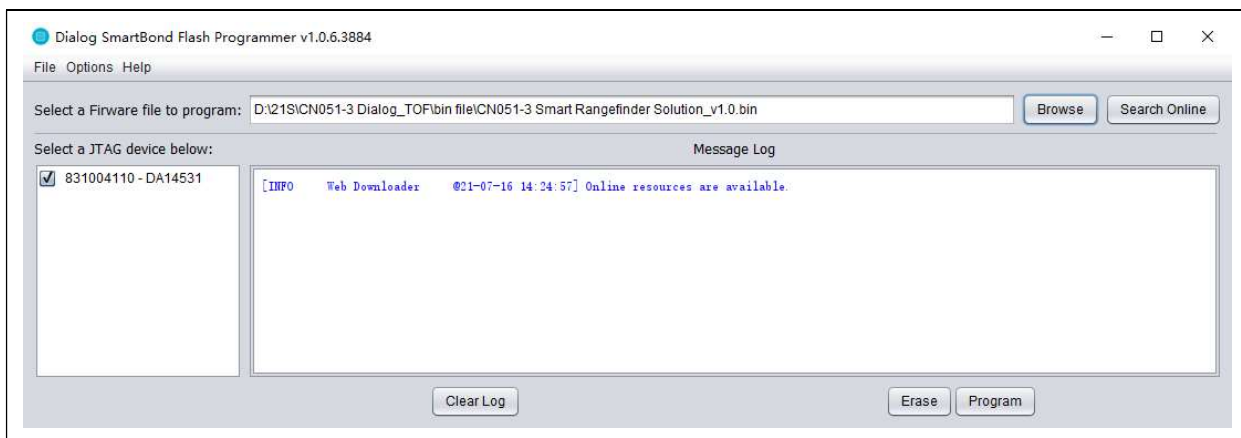 Dialog SmartBond Flash Programmer v1.0.6.3884
File Options Help
Select a Firware file to program: D:\21S\CN051-3 Dialog_TOF\bin file\CN051-3 Smart Rangefinder Solution_v1.0.bin Browse Search Online
Select a JTAG device below: Message Log
831004110 - DA14531 [INFO Web Downloader @21-07-16 14:24:57] Online resources are available.
Clear Log Erase Program